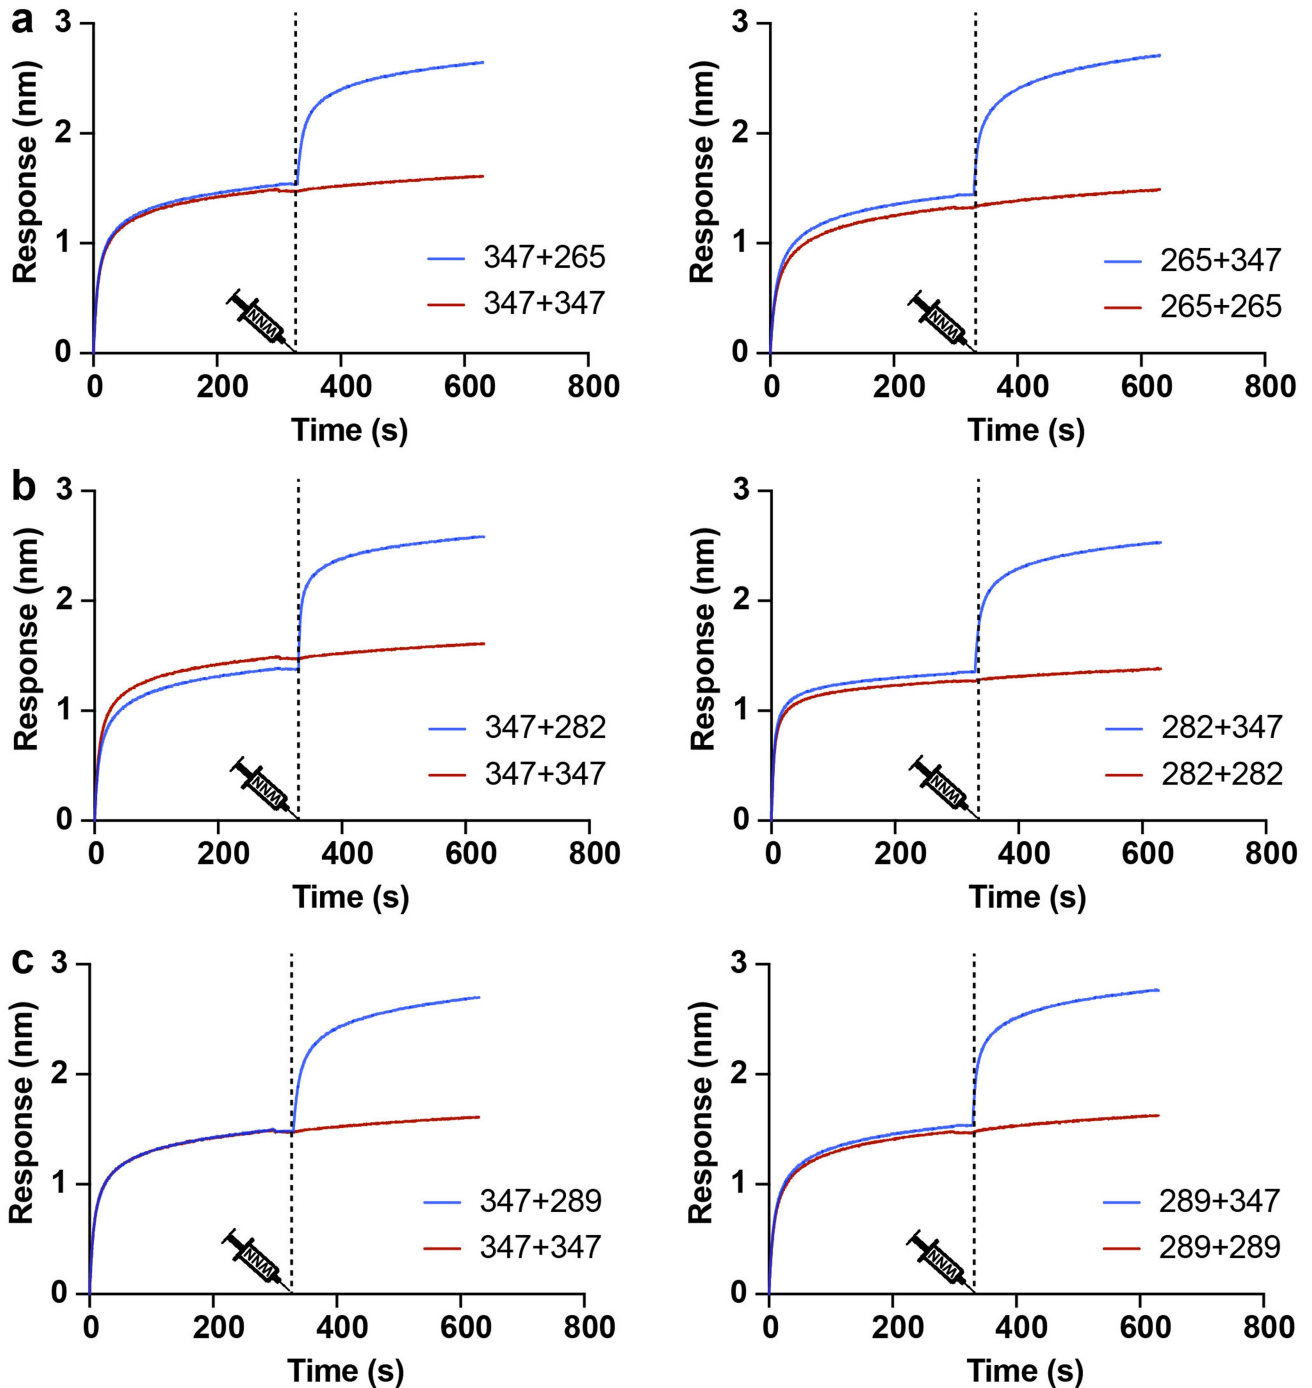 a
3
2
1
0
Response (nm)
347+265
347+347
NNM
0 200 400 600 800
Time (s)
3
2
1
0
Response (nm)
265+347
265+265
NNM
0 200 400 600 800
Time (s)
b
3
2
1
0
Response (nm)
347+282
347+347
NNM
0 200 400 600 800
Time (s)
3
2
1
0
Response (nm)
282+347
282+282
NNM
0 200 400 600 800
Time (s)
c
3
2
1
0
Response (nm)
347+289
347+347
NNM
0 200 400 600 800
Time (s)
3
2
1
0
Response (nm)
289+347
289+289
NNM
0 200 400 600 800
Time (s)